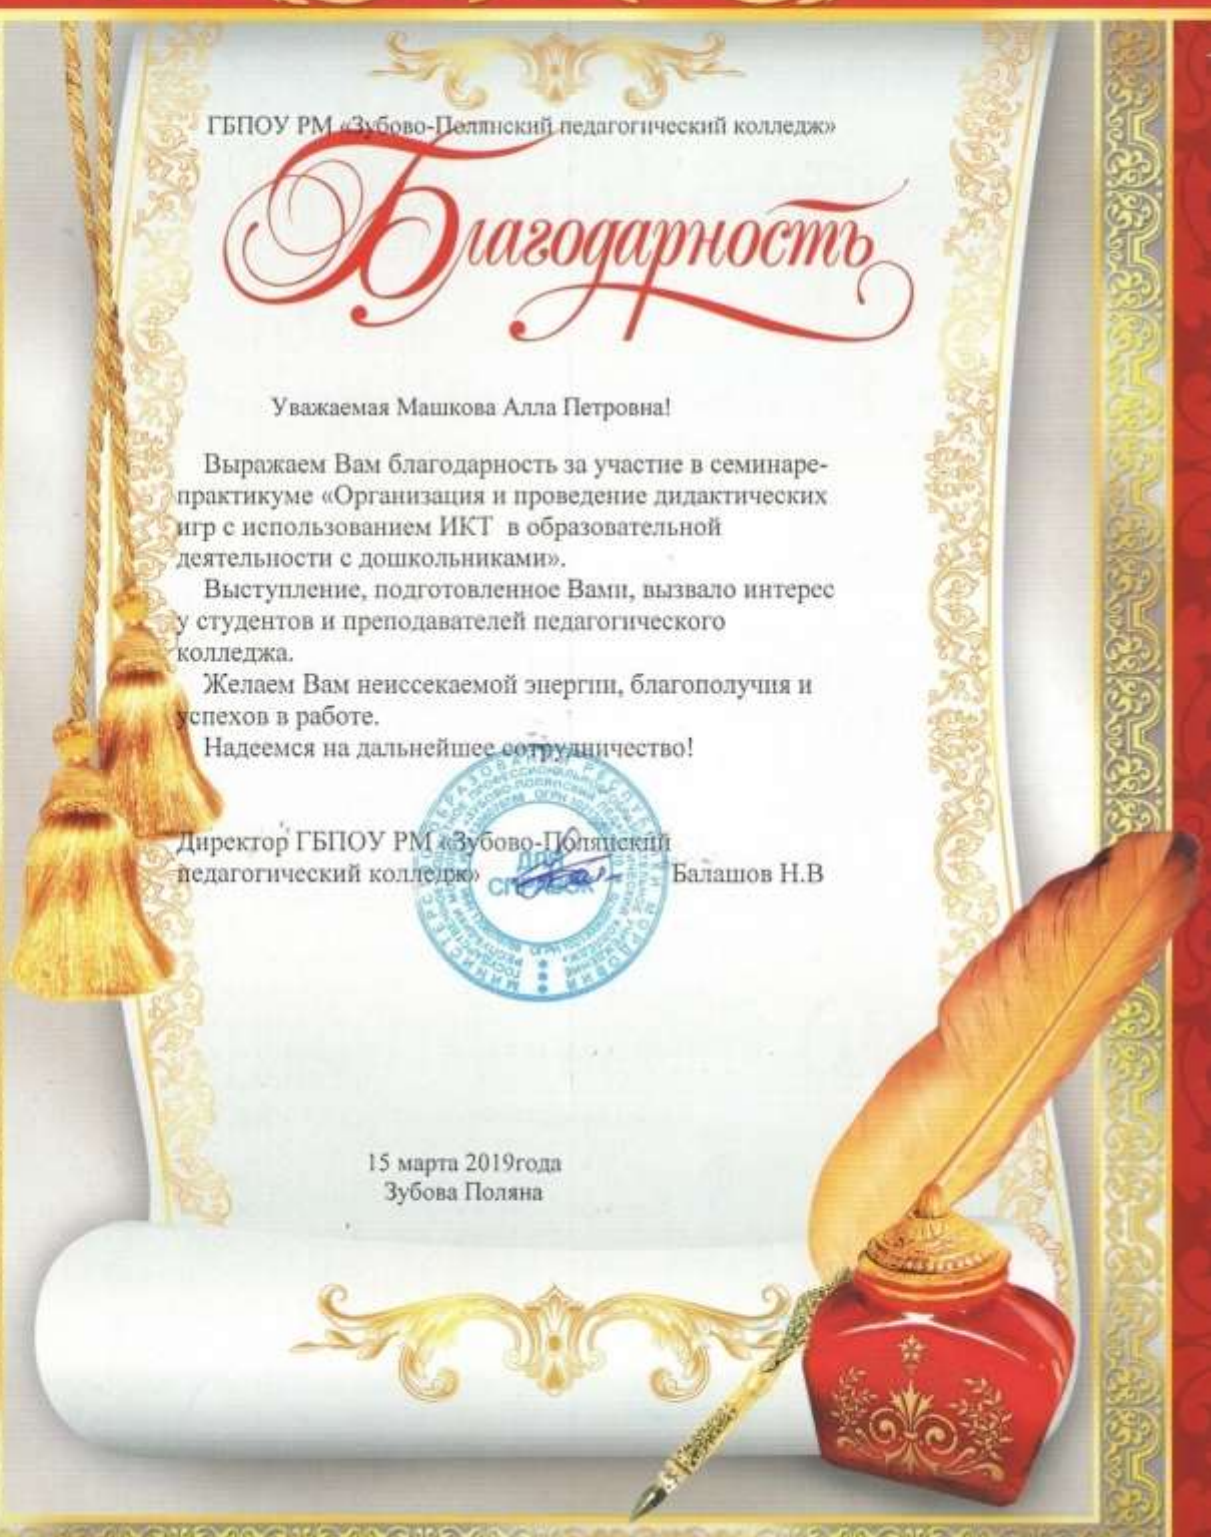 ГБПОУ РМ «Зубово-Полянский педагогический колледж»
Благодарность
Уважаемая Машкова Алла Петровна!
Выражаем Вам благодарность за участие в семинаре-
практикуме «Организация и проведение дидактических
игр с использованием ИКТ в образовательной
деятельности с дошкольниками».
Выступление, подготовленное Вами, вызвало интерес
у студентов и преподавателей педагогического
колледжа.
Желаем Вам неиссекаемой энергии, благополучия и
успехов в работе.
Надеемся на дальнейшее сотрудничество!
Директор ГБПОУ РМ «Зубово-Полянский
педагогический колледж» Балашов Н.В
ДЛЯ
СПРАВОК
15 марта 2019года
Зубова Поляна